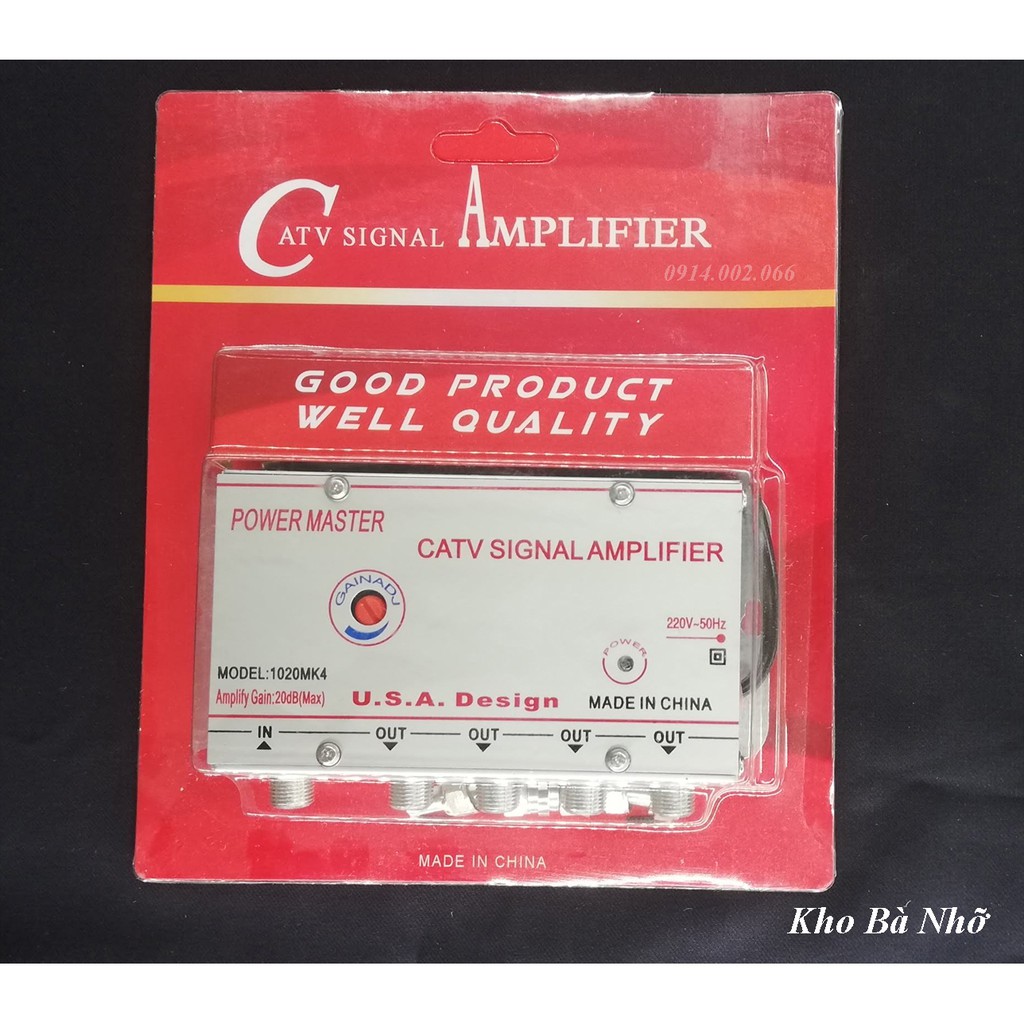 CATV SIGNAL AMPLIFIER
0914.002.066
GOOD PRODUCT
WELL QUALITY
POWER MASTER
CATV SIGNAL AMPLIFIER
GAINADJ
220V~50Hz
POWER
MODEL:1020MK4
Amplify Gain:20dB(Max)
U.S.A. Design
MADE IN CHINA
IN OUT OUT OUT OUT
MADE IN CHINA
Kho Bà Nhỡ